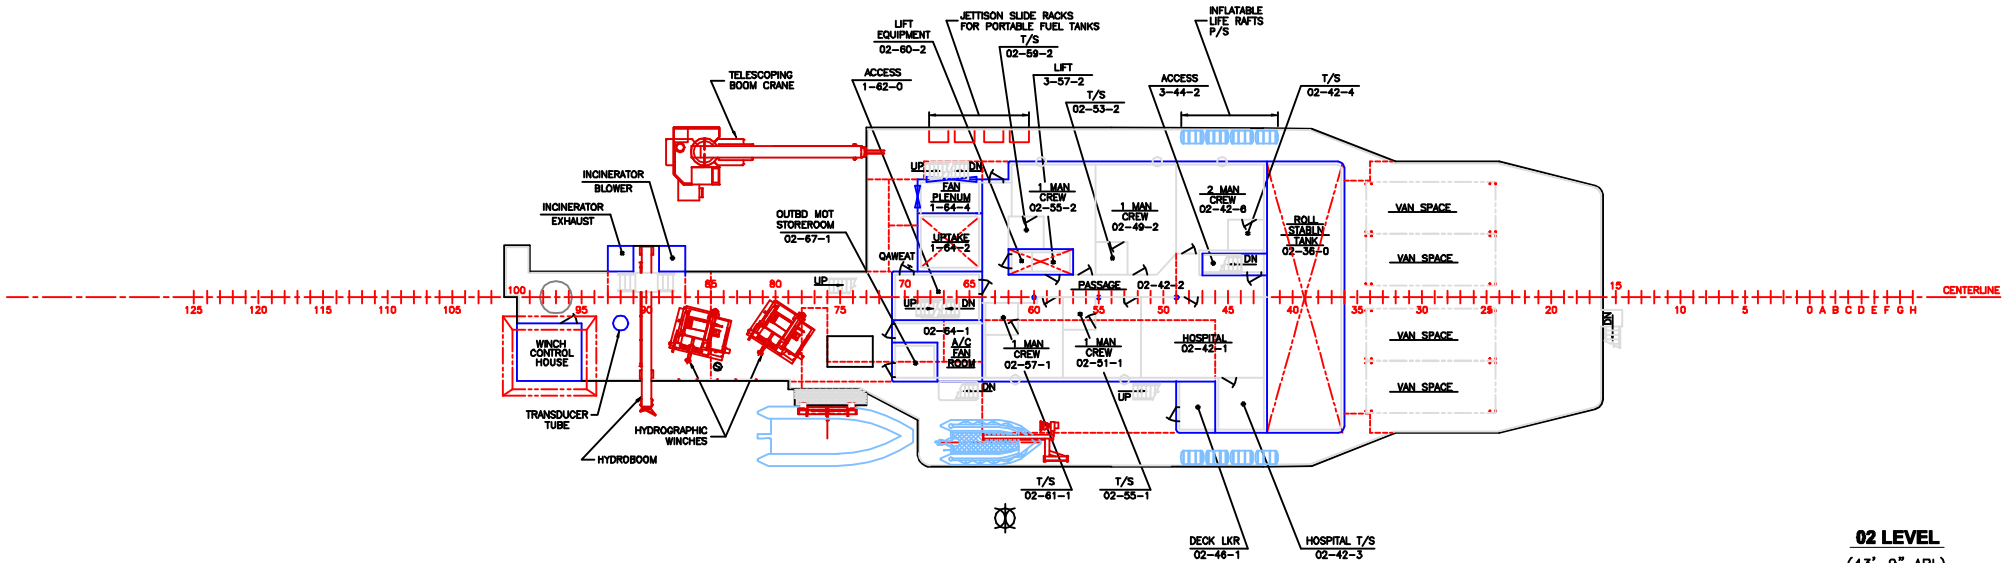 INFLATABLE
LIFE RAFTS
P/S
JETTISON SLIDE RACKS
FOR PORTABLE FUEL TANKS
LIFT
EQUIPMENT
02-60-2
T/S
02-59-2
TELESCOPING
BOOM CRANE
ACCESS
1-62-0
LIFT
3-57-2
T/S
02-53-2
ACCESS
3-44-2
T/S
02-42-4
INCINERATOR
BLOWER
INCINERATOR
EXHAUST
OUTBD MOT
STOREROOM
02-67-1
UP
DN
FAN
PLENUM
1-64-4
UPTAKE
1-64-2
QAWEAT
1 MAN
CREW
02-55-2
1 MAN
CREW
02-49-2
2 MAN
CREW
02-42-6
ROLL
STABLN
TANK
02-36-0
DN
VAN SPACE
VAN SPACE
VAN SPACE
VAN SPACE
UP
PASSAGE
02-42-2
CENTERLINE
125
120
115
110
105
100
95
90
85
80
75
70
65
60
55
50
45
40
35
30
25
20
15
10
5
0 A B C D E F G H
UP
DN
DN
WINCH
CONTROL
HOUSE
02-64-1
A/C
FAN
ROOM
1 MAN
CREW
02-57-1
1 MAN
CREW
02-51-1
HOSPITAL
02-42-1
DN
UP
TRANSDUCER
TUBE
HYDROGRAPHIC
WINCHES
HYDROBOOM
T/S
02-61-1
T/S
02-55-1
DECK LKR
02-46-1
HOSPITAL T/S
02-42-3
02 LEVEL